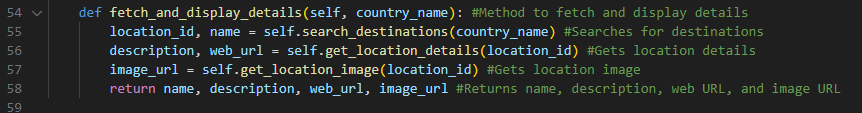 54 def fetch_and_display_details(self, country_name): #Method to fetch and display details
55 location_id, name = self.search_destinations(country_name) #Searches for destinations
56 description, web_url = self.get_location_details(location_id) #Gets location details
57 image_url = self.get_location_image(location_id) #Gets location image
58 return name, description, web_url, image_url #Returns name, description, web URL, and image URL
59